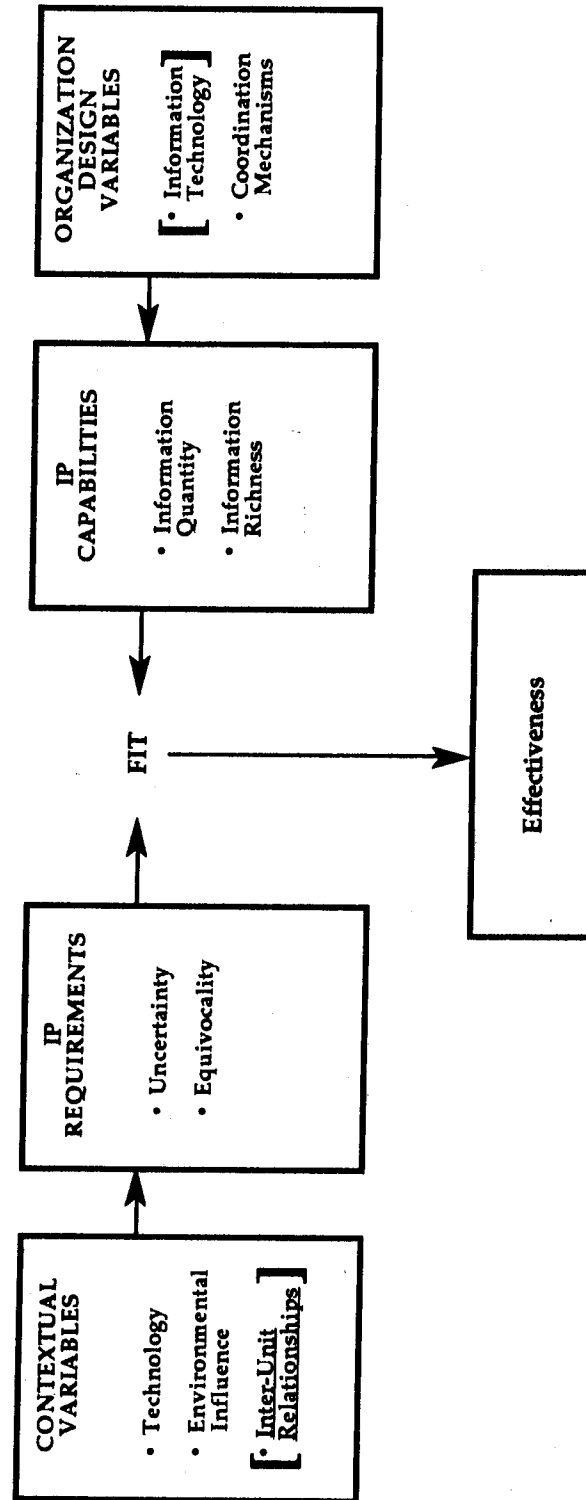 CONTEXTUAL
VARIABLES
• Technology
• Environmental
Influence
[• Inter-Unit
Relationships]
IP
REQUIREMENTS
• Uncertainty
• Equivocality
FIT
IP
CAPABILITIES
• Information
Quantity
• Information
Richness
ORGANIZATION
DESIGN
VARIABLES
[• Information
Technology]
• Coordination
Mechanisms
Effectiveness